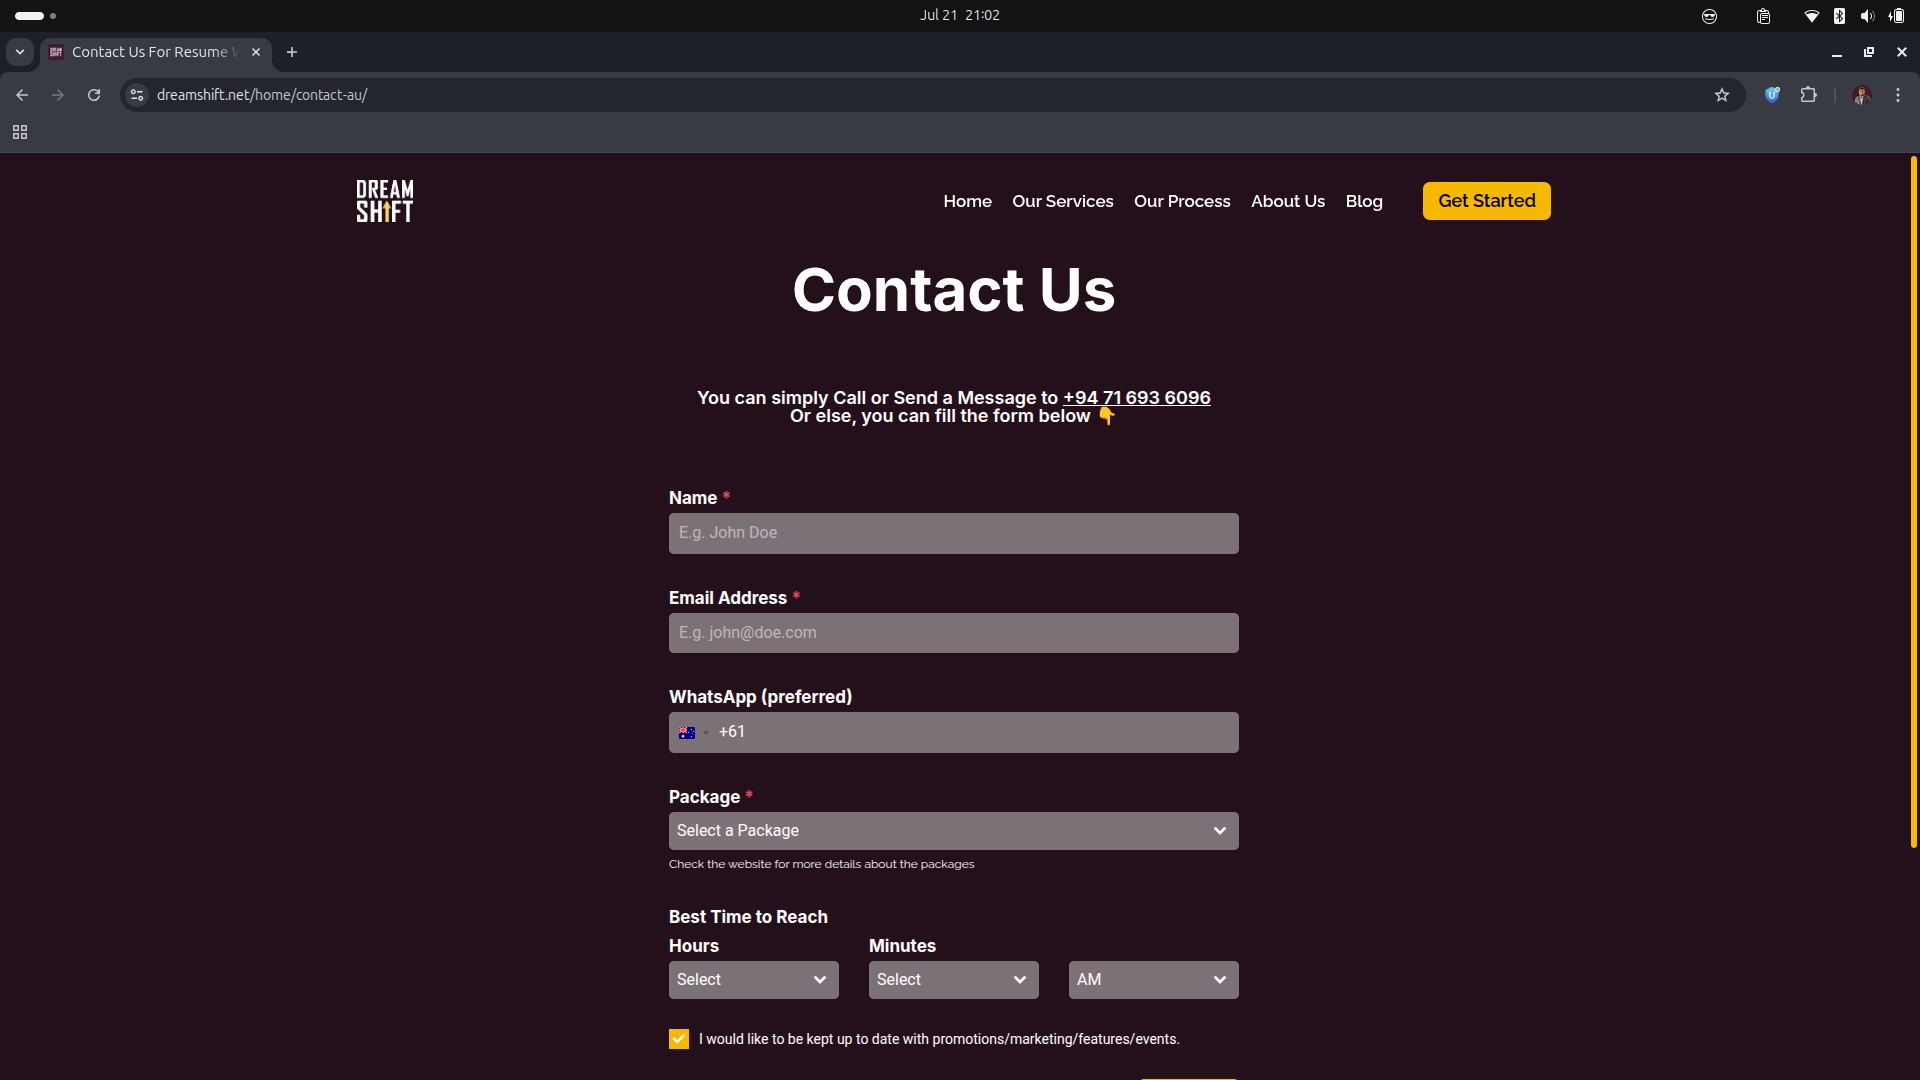 Jul 21 21:02
Contact Us For Resume
dreamshift.net/home/contact-au/
DREAM
SHIFT
Home Our Services Our Process About Us Blog Get Started
Contact Us
You can simply Call or Send a Message to +94 71 693 6096
Or else, you can fill the form below 👇
Name *
E.g. John Doe
Email Address *
E.g. john@doe.com
WhatsApp (preferred)
+61
Package *
Select a Package
Check the website for more details about the packages
Best Time to Reach
Hours Minutes
Select Select AM
I would like to be kept up to date with promotions/marketing/features/events.